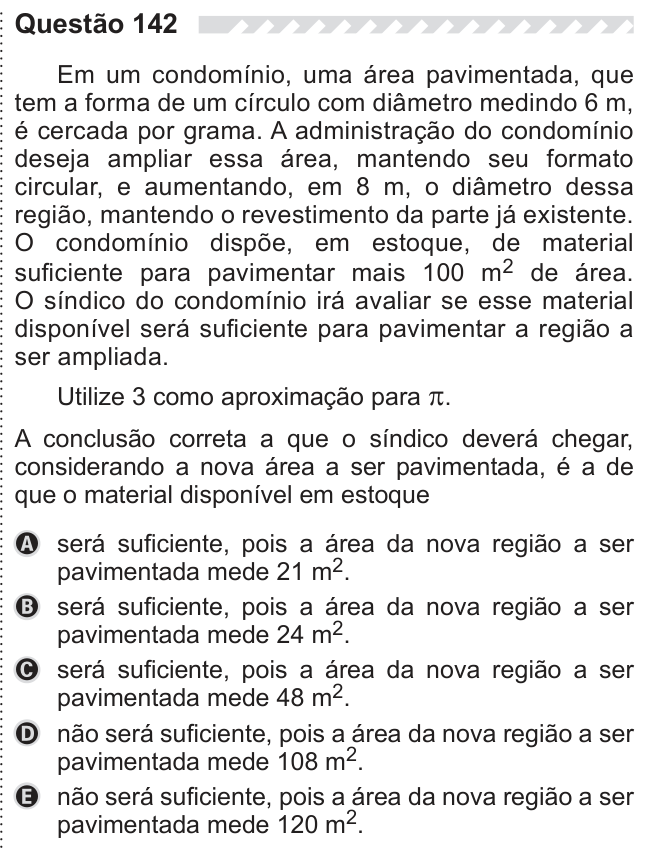 Questão 142
Em um condomínio, uma área pavimentada, que
tem a forma de um círculo com diâmetro medindo 6 m,
é cercada por grama. A administração do condomínio
deseja ampliar essa área, mantendo seu formato
circular, e aumentando, em 8 m, o diâmetro dessa
região, mantendo o revestimento da parte já existente.
O condomínio dispõe, em estoque, de material
suficiente para pavimentar mais 100 m² de área.
O síndico do condomínio irá avaliar se esse material
disponível será suficiente para pavimentar a região a
ser ampliada.
Utilize 3 como aproximação para π.
A conclusão correta a que o síndico deverá chegar,
considerando a nova área a ser pavimentada, é a de
que o material disponível em estoque
A será suficiente, pois a área da nova região a ser
pavimentada mede 21 m².
B será suficiente, pois a área da nova região a ser
pavimentada mede 24 m².
C será suficiente, pois a área da nova região a ser
pavimentada mede 48 m².
D não será suficiente, pois a área da nova região a ser
pavimentada mede 108 m².
E não será suficiente, pois a área da nova região a ser
pavimentada mede 120 m².